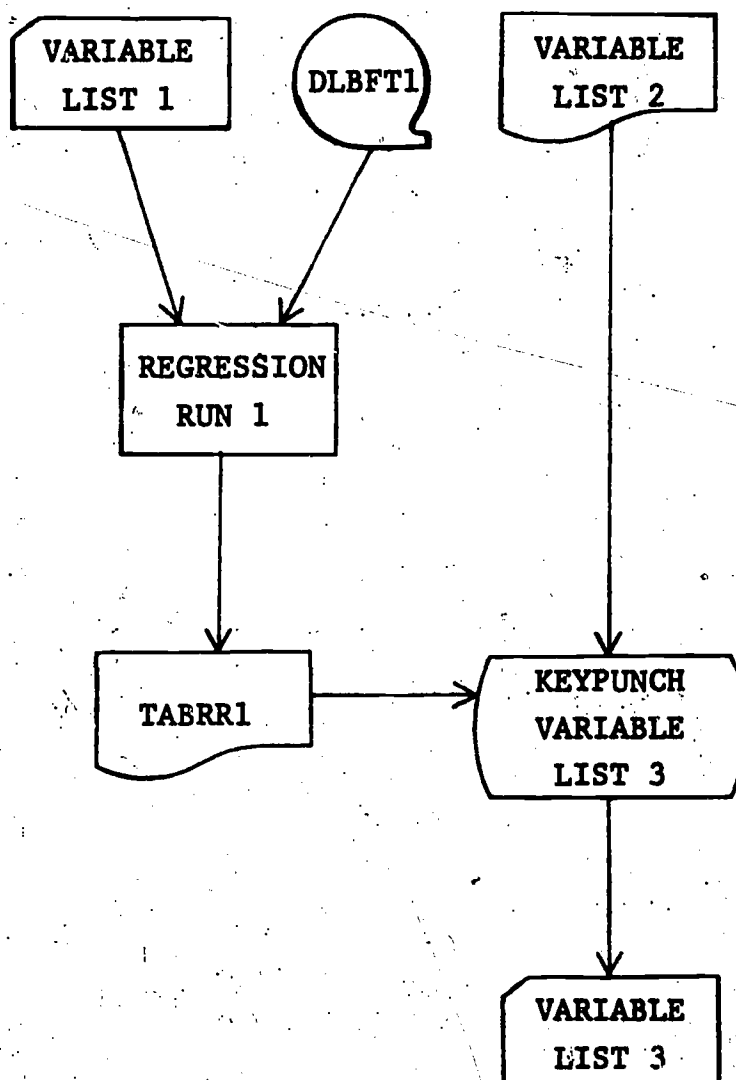 VARIABLE
LIST 1
DLBFT1
VARIABLE
LIST 2
REGRESSION
RUN 1
TABRR1
KEYPUNCH
VARIABLE
LIST 3
VARIABLE
LIST 3